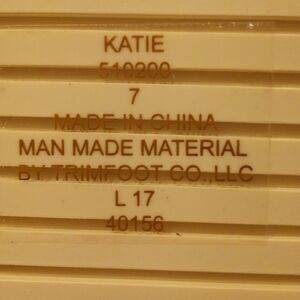 KATIE
510200
7
MADE IN CHINA
MAN MADE MATERIAL
BY TRIMFOOT CO.,LLC
L 17
40156